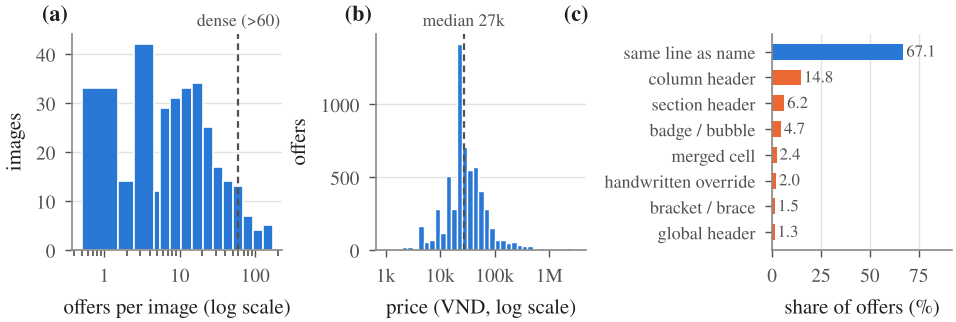 (a)
dense (>60)
images
40
30
20
10
0
1
10
100
offers per image (log scale)
(b)
median 27k
offers
1000
500
0
1k
10k
100k
1M
price (VND, log scale)
(c)
same line as name
67.1
column header
14.8
section header
6.2
badge / bubble
4.7
merged cell
2.4
handwritten override
2.0
bracket / brace
1.5
global header
1.3
0
25
50
75
share of offers (%)